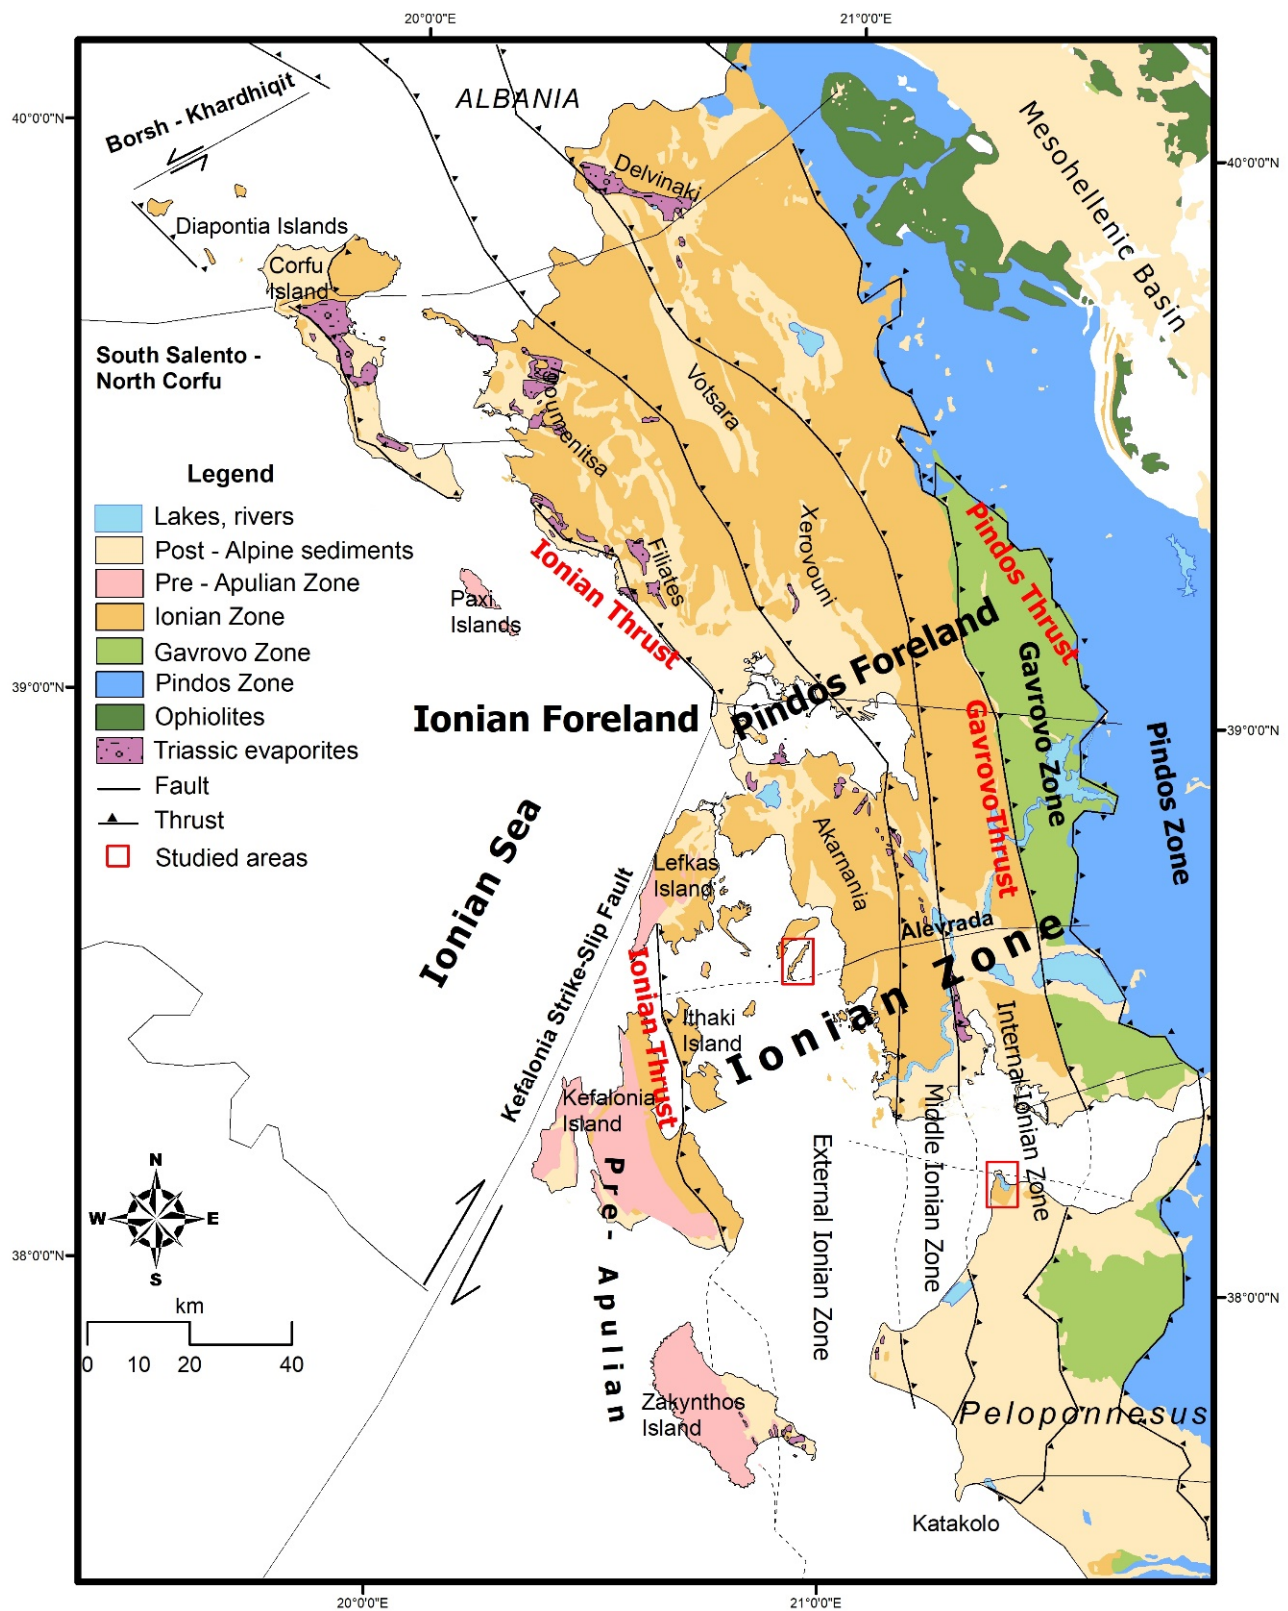 20°0'0"E
21°0'0"E
40°0'0"N
40°0'0"N
ALBANIA
Borsh - Khardhiqit
Mesohellenic Basin
Delvinaki
Diapontia Islands
Corfu
Island
South Salento -
North Corfu
Votsara
Igoumenitsa
Legend
Lakes, rivers
Post - Alpine sediments
Pre - Apulian Zone
Ionian Zone
Gavrovo Zone
Pindos Zone
Ophiolites
Triassic evaporites
Fault
Thrust
Studied areas
Xerovouni
Filiates
Pindos Thrust
Ionian Thrust
Paxi
Islands
Pindos Foreland
Gavrovo Zone
39°0'0"N
39°0'0"N
Ionian Foreland
Gavrovo Thrust
Pindos Zone
Ionian Sea
Akarnania
Lefkas
Island
Kefalonia Strike-Slip Fault
Alevrada
Ionian Zone
Ionian Thrust
Ithaki
Island
Internal Ionian Zone
Middle Ionian Zone
External Ionian Zone
Kefalonia
Island
Pre - Apulian
N
W
E
S
38°0'0"N
38°0'0"N
km
0 10 20 40
Zakynthos
Island
Peloponnesus
Katakolo
20°0'0"E
21°0'0"E